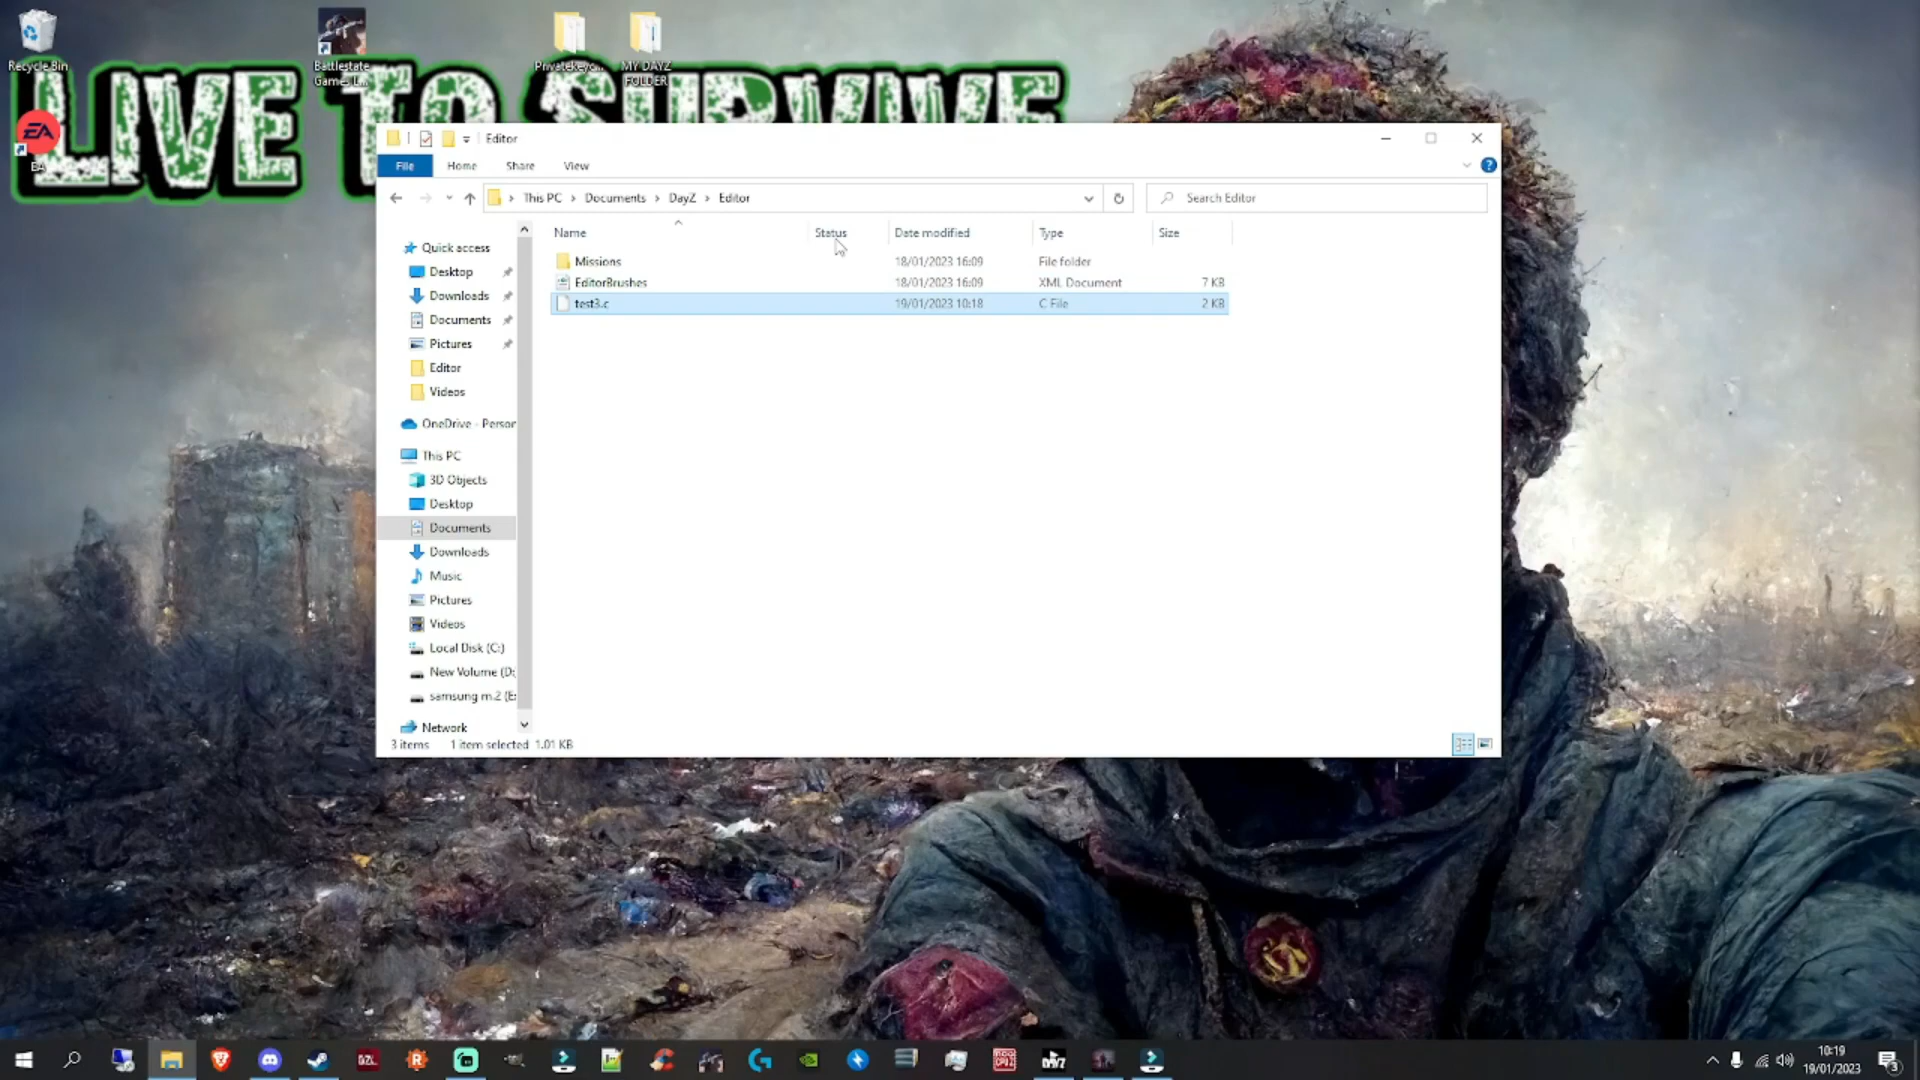 Recycle Bin
Battlestate
Games L...
PrivateKeyc...
MY DAYZ
FOLDER
LIVE TO SURVIVE
EA
Editor
File
Home
Share
View
This PC
Documents
DayZ
Editor
Search Editor
Name
Status
Date modified
Type
Size
Missions
18/01/2023 16:09
File folder
EditorBrushes
18/01/2023 16:09
XML Document
7 KB
test3.c
19/01/2023 10:18
C File
2 KB
Quick access
Desktop
Downloads
Documents
Pictures
Editor
Videos
OneDrive - Person
This PC
3D Objects
Desktop
Documents
Downloads
Music
Pictures
Videos
Local Disk (C:)
New Volume (D:
samsung m.2 (E:
Network
3 items
1 item selected 1.01 KB
DZL
DAYZ
10:19
19/01/2023
3